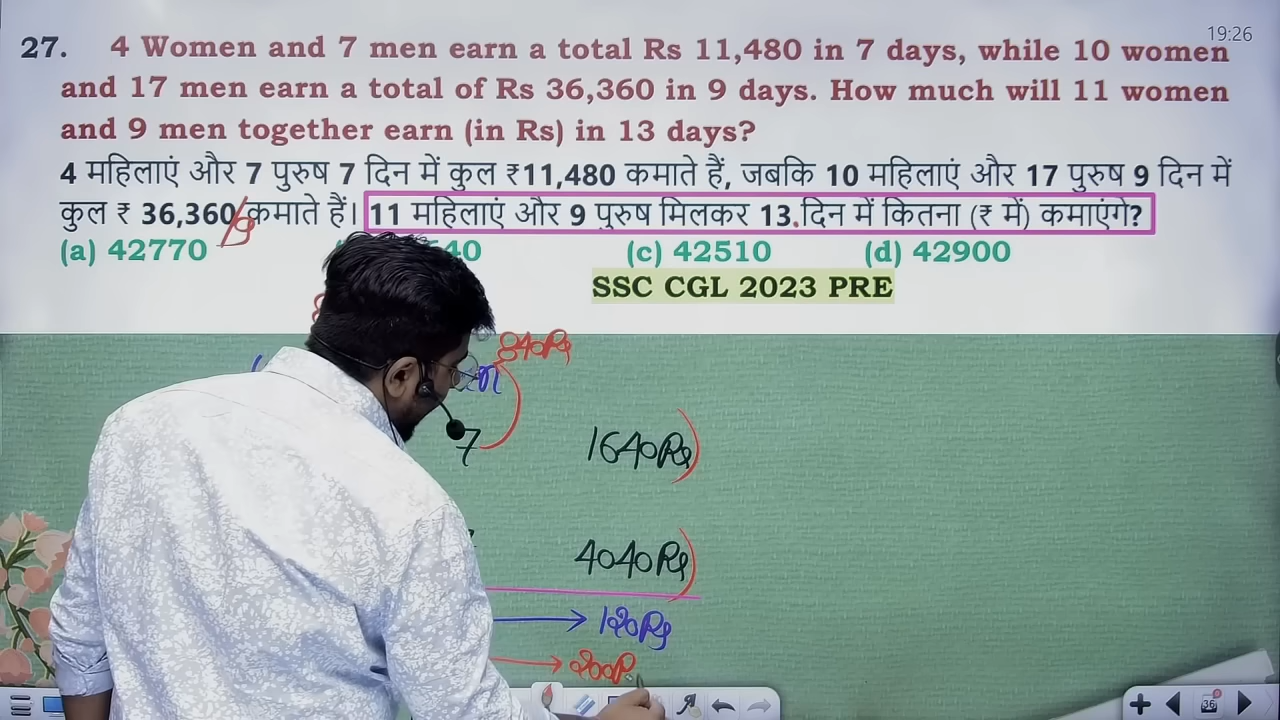 19:26
27. 4 Women and 7 men earn a total Rs 11,480 in 7 days, while 10 women
and 17 men earn a total of Rs 36,360 in 9 days. How much will 11 women
and 9 men together earn (in Rs) in 13 days?
4 महिलाएं और 7 पुरुष 7 दिन में कुल ₹11,480 कमाते हैं, जबकि 10 महिलाएं और 17 पुरुष 9 दिन में
कुल ₹ 36,360 कमाते हैं। 11 महिलाएं और 9 पुरुष मिलकर 13 दिन में कितना (₹ में) कमाएंगे?
(a) 42770 40 (c) 42510 (d) 42900
SSC CGL 2023 PRE
840Rs
7 1640Rs
4040Rs
120Rs
200R
36